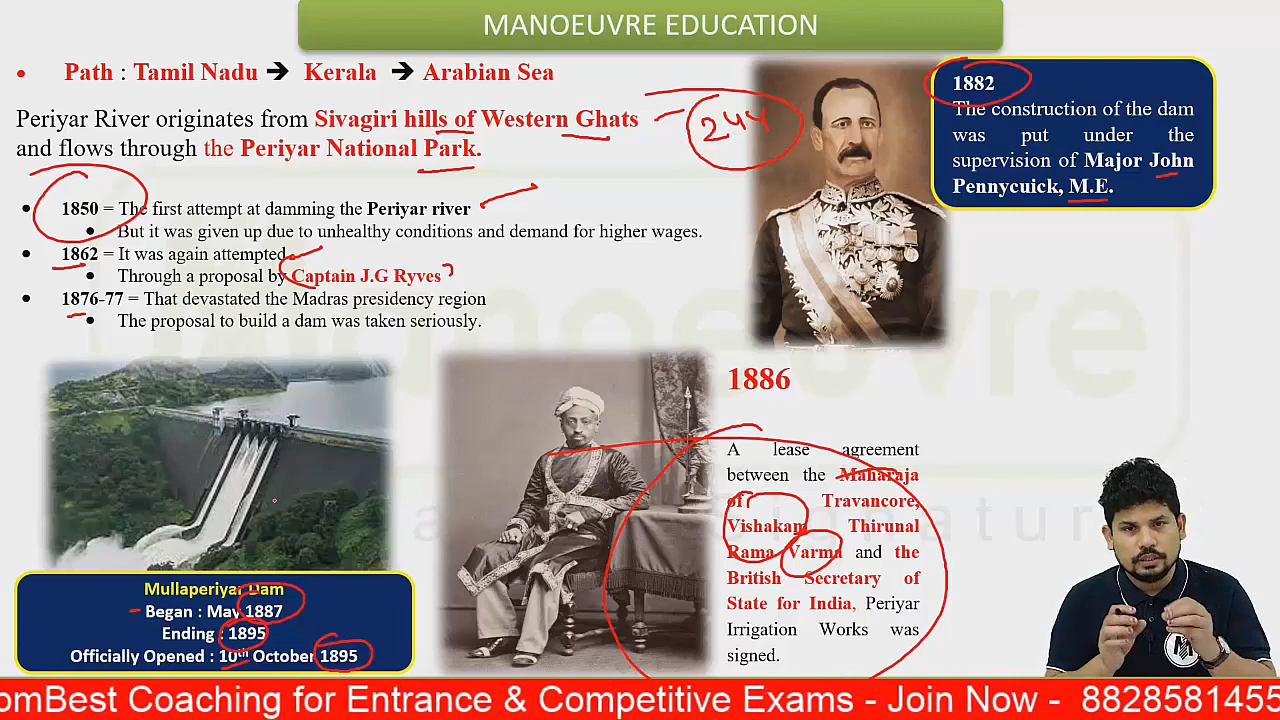 MANOEUVRE EDUCATION
• Path : Tamil Nadu ➔ Kerala ➔ Arabian Sea
Periyar River originates from Sivagiri hills of Western Ghats
and flows through the Periyar National Park.
244
• 1850 = The first attempt at damming the Periyar river
• But it was given up due to unhealthy conditions and demand for higher wages.
• 1862 = It was again attempted
• Through a proposal by Captain J.G Ryves
• 1876-77 = That devastated the Madras presidency region
• The proposal to build a dam was taken seriously.
1882
The construction of the dam
was put under the
supervision of Major John
Pennycuick, M.E.
1886
A lease agreement
between the Maharaja
of Travancore,
Vishakam Thirunal
Rama Varma and the
British Secretary of
State for India, Periyar
Irrigation Works was
signed.
Mullaperiyar Dam
Began : May 1887
Ending : 1895
Officially Opened : 10th October 1895
omBest Coaching for Entrance & Competitive Exams - Join Now - 8828581455